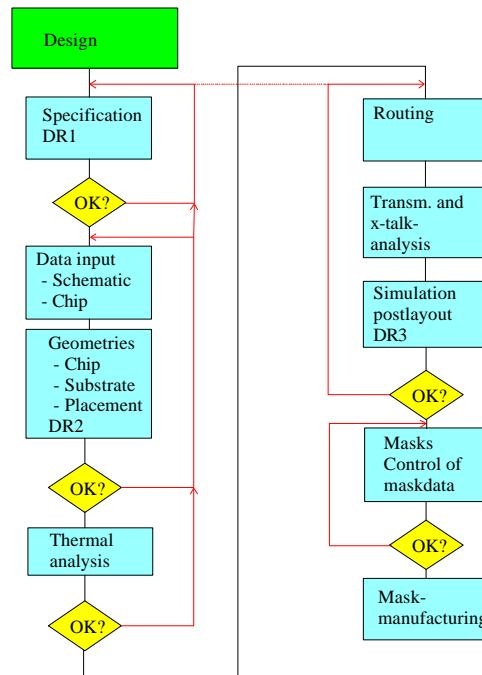 Design
Specification
DR1
OK?
Data input
- Schematic
- Chip
Geometries
- Chip
- Substrate
- Placement
DR2
OK?
Thermal
analysis
OK?
Routing
Transm. and
x-talk-
analysis
Simulation
postlayout
DR3
OK?
Masks
Control of
maskdata
OK?
Mask-
manufacturing